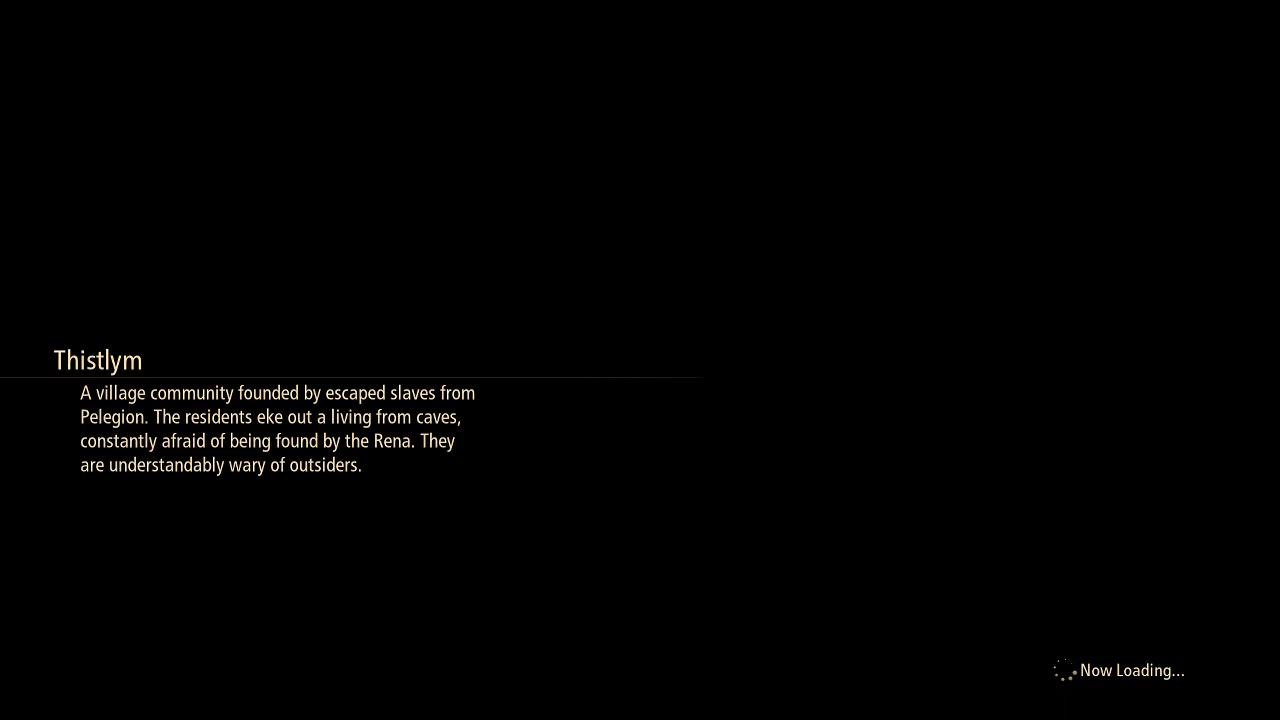 Thistlym
A village community founded by escaped slaves from
Pelegion. The residents eke out a living from caves,
constantly afraid of being found by the Rena. They
are understandably wary of outsiders.
Now Loading...